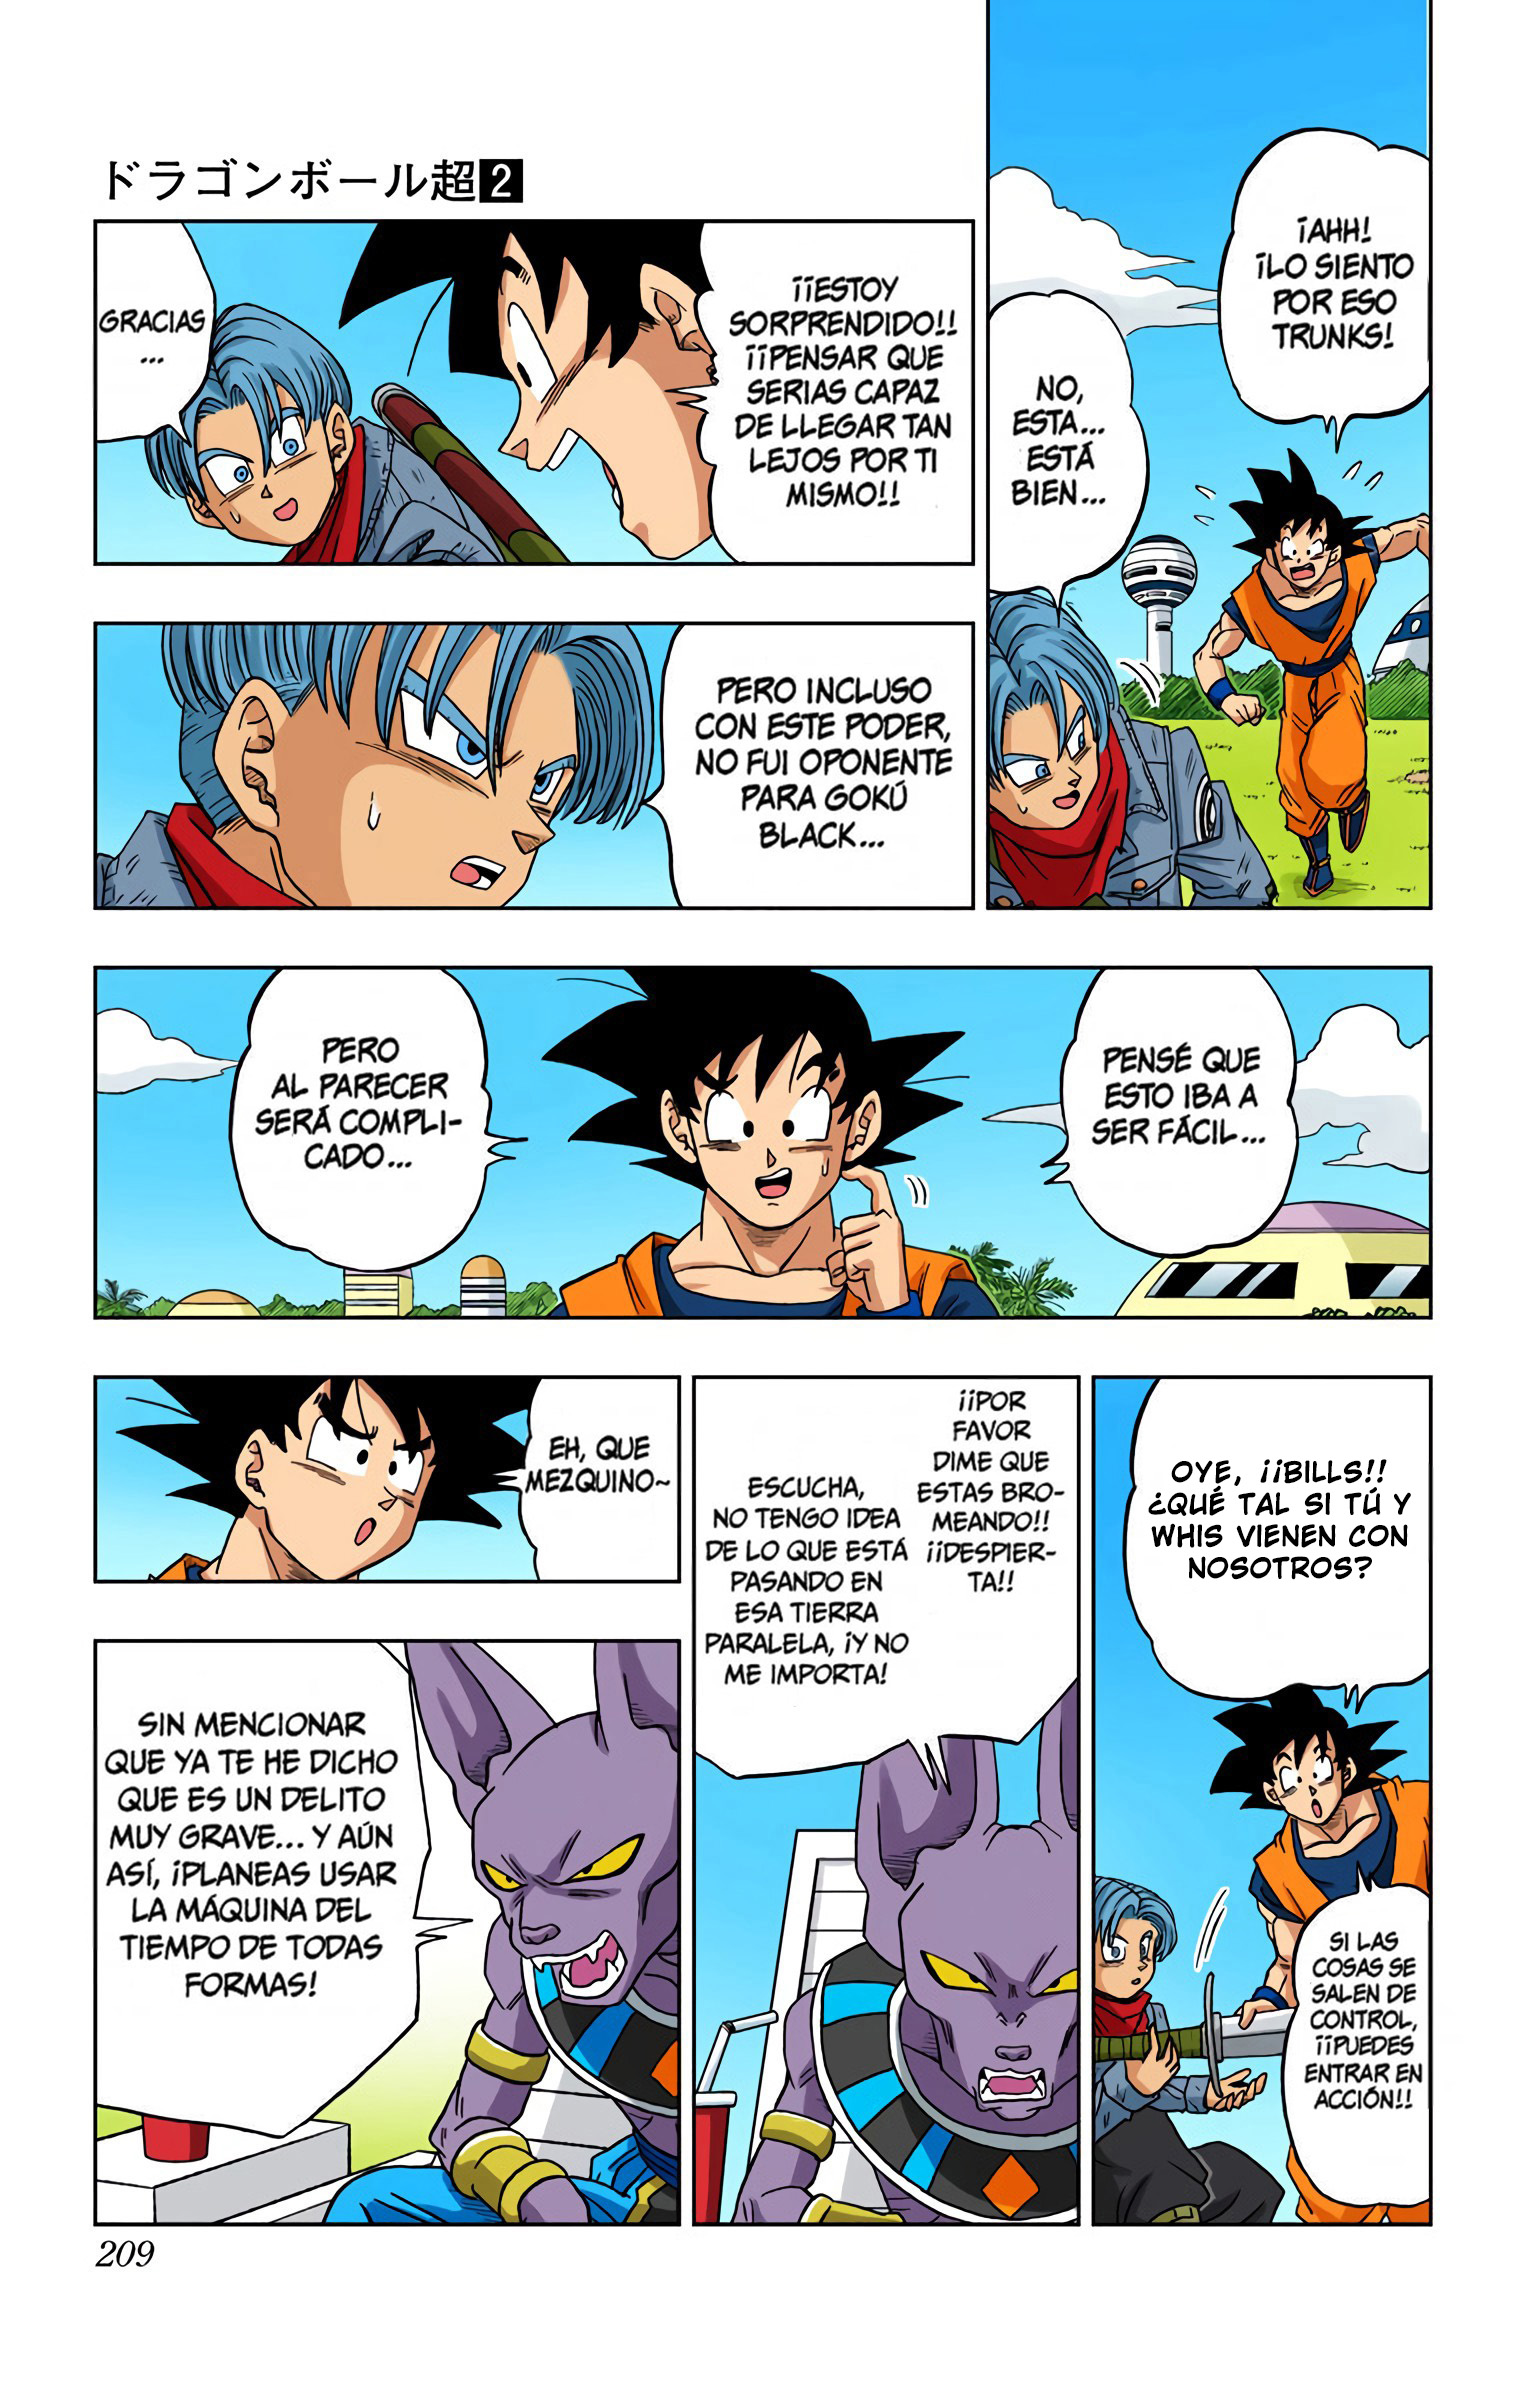 ドラゴンボール超2
¡AHH!
¡LO SIENTO
POR ESO
TRUNKS!
NO,
ESTA...
ESTÁ
BIEN...
¡¡ESTOY
SORPRENDIDO!!
¡¡PENSAR QUE
SERIAS CAPAZ
DE LLEGAR TAN
LEJOS POR TI
MISMO!!
GRACIAS
...
PERO INCLUSO
CON ESTE PODER,
NO FUI OPONENTE
PARA GOKÚ
BLACK...
PENSÉ QUE
ESTO IBA A
SER FÁCIL...
PERO
AL PARECER
SERÁ COMPLI-
CADO...
OYE, ¡¡BILLS!!
¿QUÉ TAL SI TÚ Y
WHIS VIENEN CON
NOSOTROS?
SI LAS
COSAS SE
SALEN DE
CONTROL,
¡¡PUEDES
ENTRAR EN
ACCIÓN!!
¡¡POR
FAVOR
DIME QUE
ESTAS BRO-
MEANDO!!
¡¡DESPIER-
TA!!
ESCUCHA,
NO TENGO IDEA
DE LO QUE ESTÁ
PASANDO EN
ESA TIERRA
PARALELA, ¡Y NO
ME IMPORTA!
EH, QUE
MEZQUINO~
SIN MENCIONAR
QUE YA TE HE DICHO
QUE ES UN DELITO
MUY GRAVE... Y AÚN
ASÍ, ¡PLANEAS USAR
LA MÁQUINA DEL
TIEMPO DE TODAS
FORMAS!
209